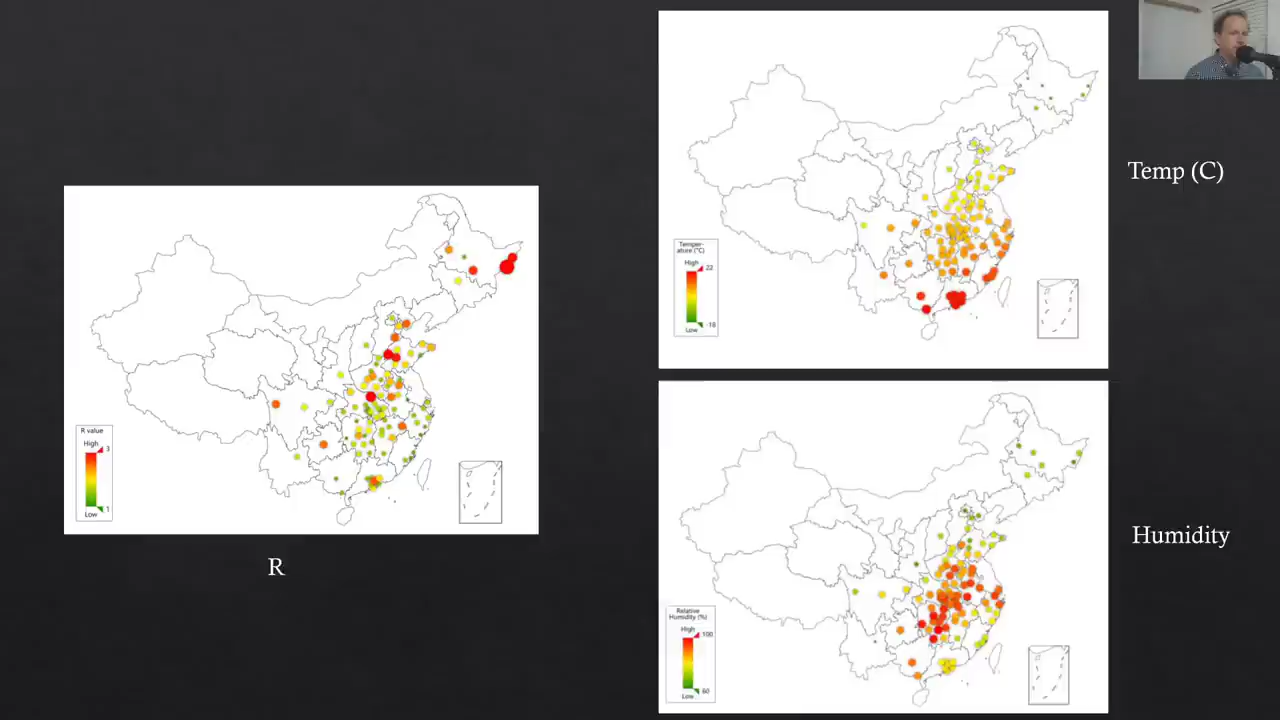 R value
High
3
1
Low
R
Temper-
ature (°C)
High
22
-18
Low
Temp (C)
Relative
Humidity (%)
High
100
60
Low
Humidity